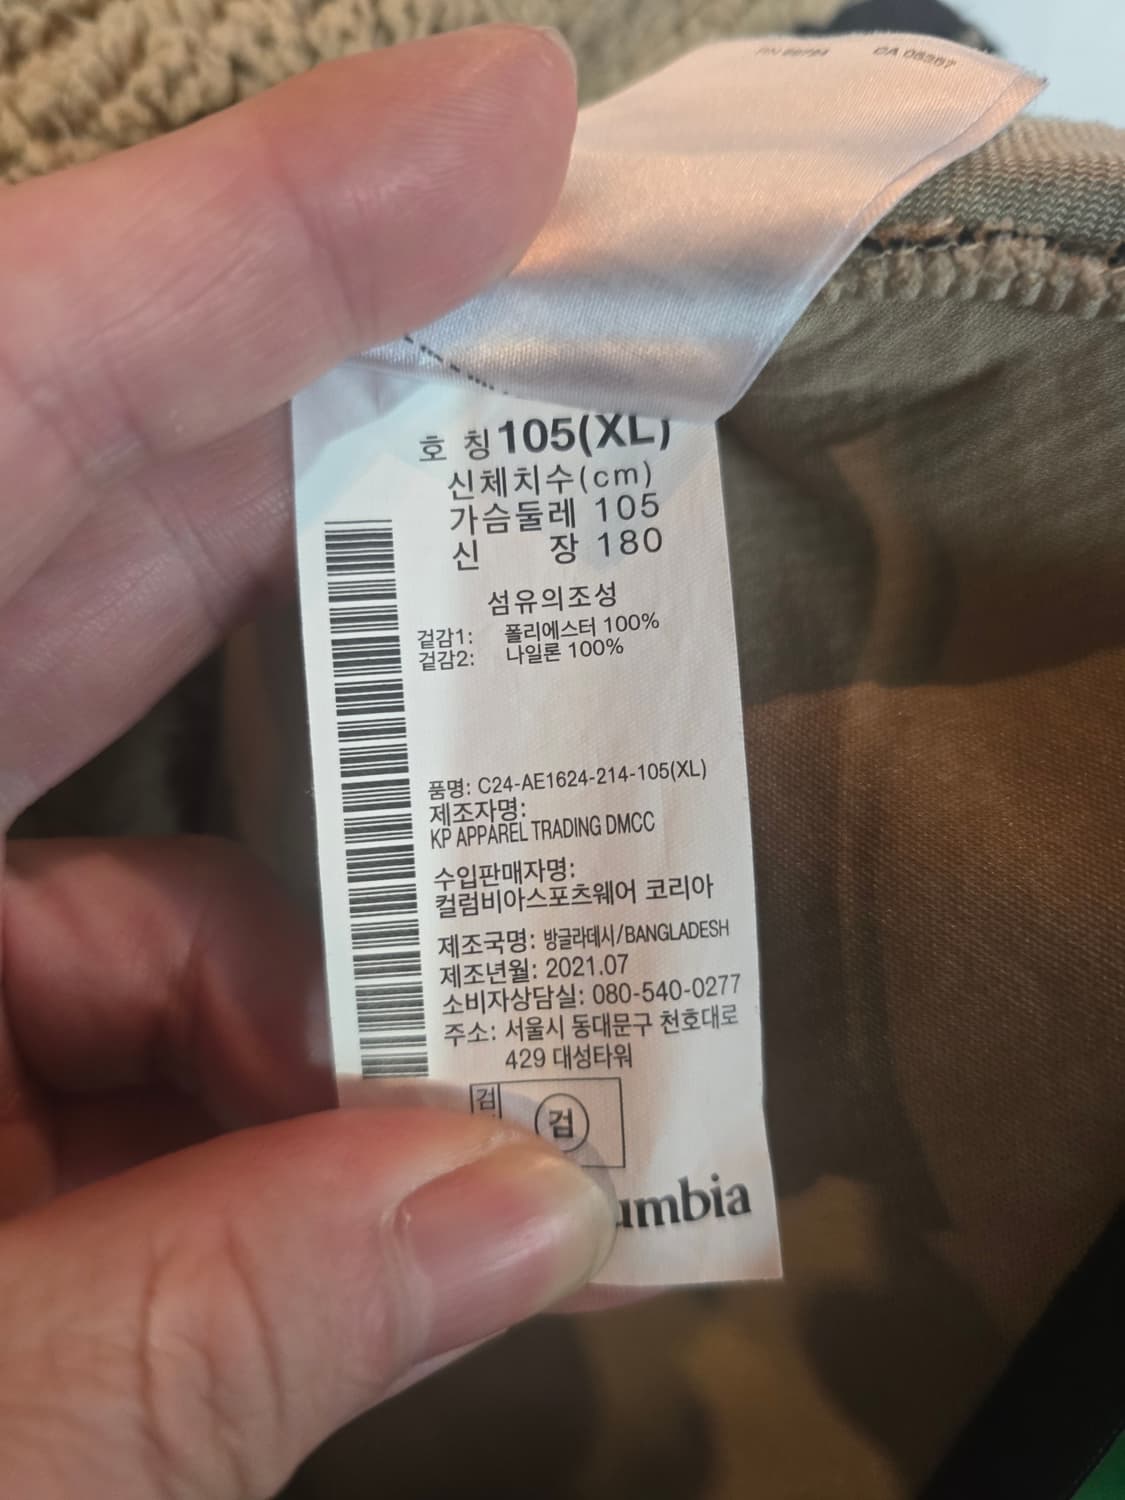 CA 05367
호 칭 105(XL)
신체치수(cm)
가슴둘레 105
신 장 180
섬유의조성
겉감1: 폴리에스터 100%
겉감2: 나일론 100%
품명: C24-AE1624-214-105(XL)
제조자명:
KP APPAREL TRADING DMCC
수입판매자명:
컬럼비아스포츠웨어 코리아
제조국명: 방글라데시/BANGLADESH
제조년월: 2021.07
소비자상담실: 080-540-0277
주소: 서울시 동대문구 천호대로
429 대성타워
검
검
umbia